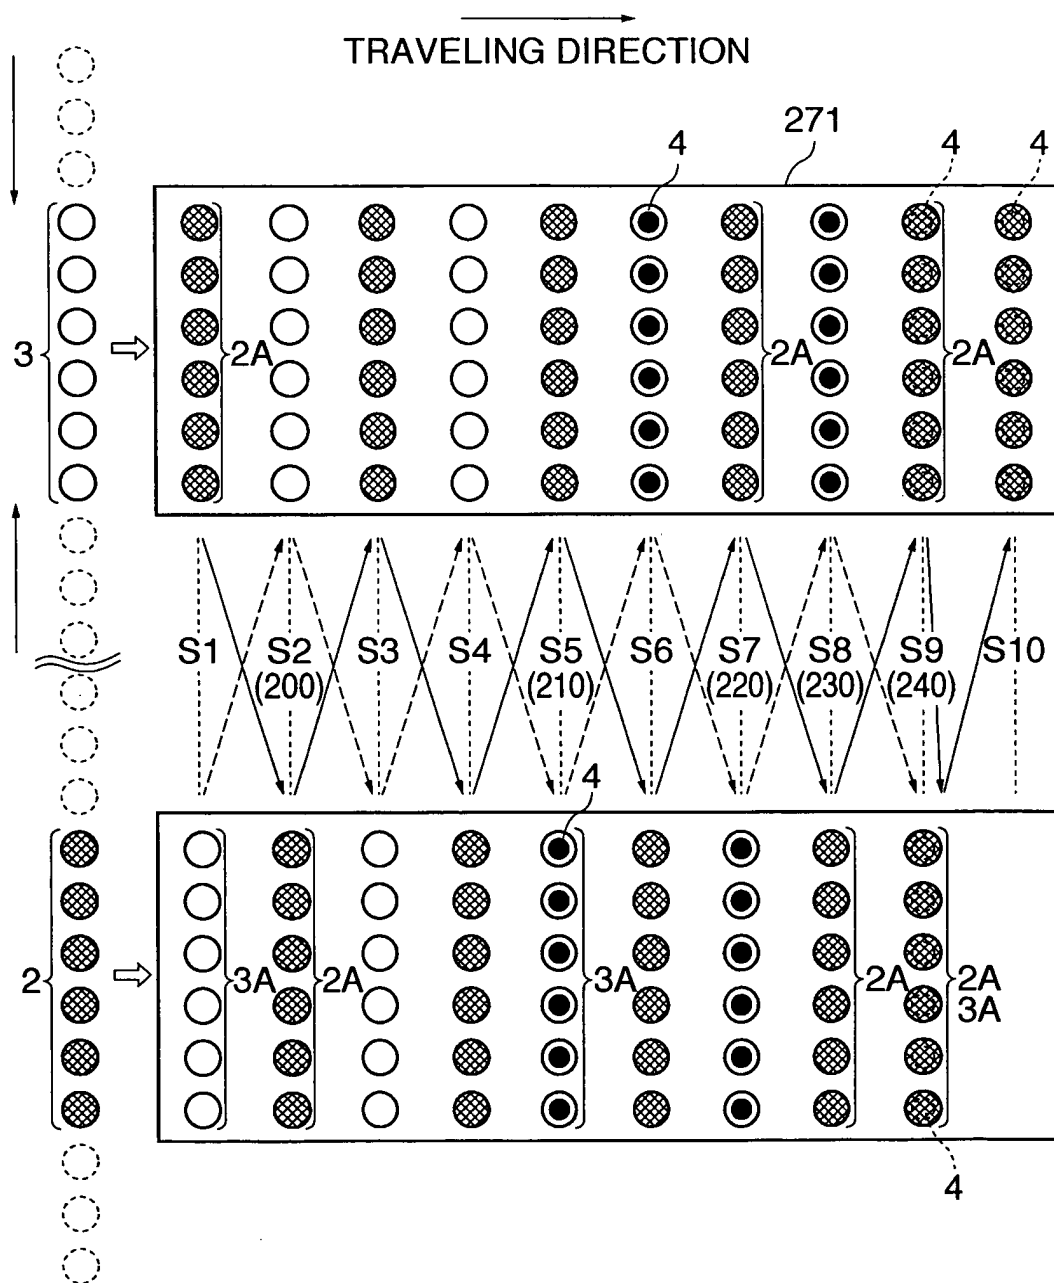 TRAVELING DIRECTION
271
4 4 4
3 2A 2A 2A
S1 S2 S3 S4 S5 S6 S7 S8 S9 S10
(200) (210) (220) (230) (240)
4
2 3A 2A 3A 2A 2A
3A
4